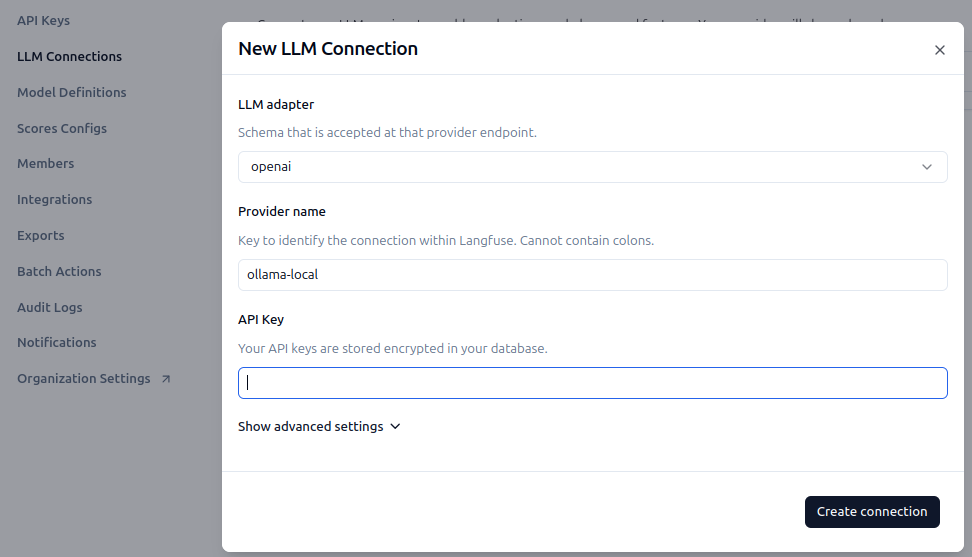 API Keys
LLM Connections
Model Definitions
Scores Configs
Members
Integrations
Exports
Batch Actions
Audit Logs
Notifications
Organization Settings
New LLM Connection
LLM adapter
Schema that is accepted at that provider endpoint.
openai
Provider name
Key to identify the connection within Langfuse. Cannot contain colons.
ollama-local
API Key
Your API keys are stored encrypted in your database.
Show advanced settings
Create connection